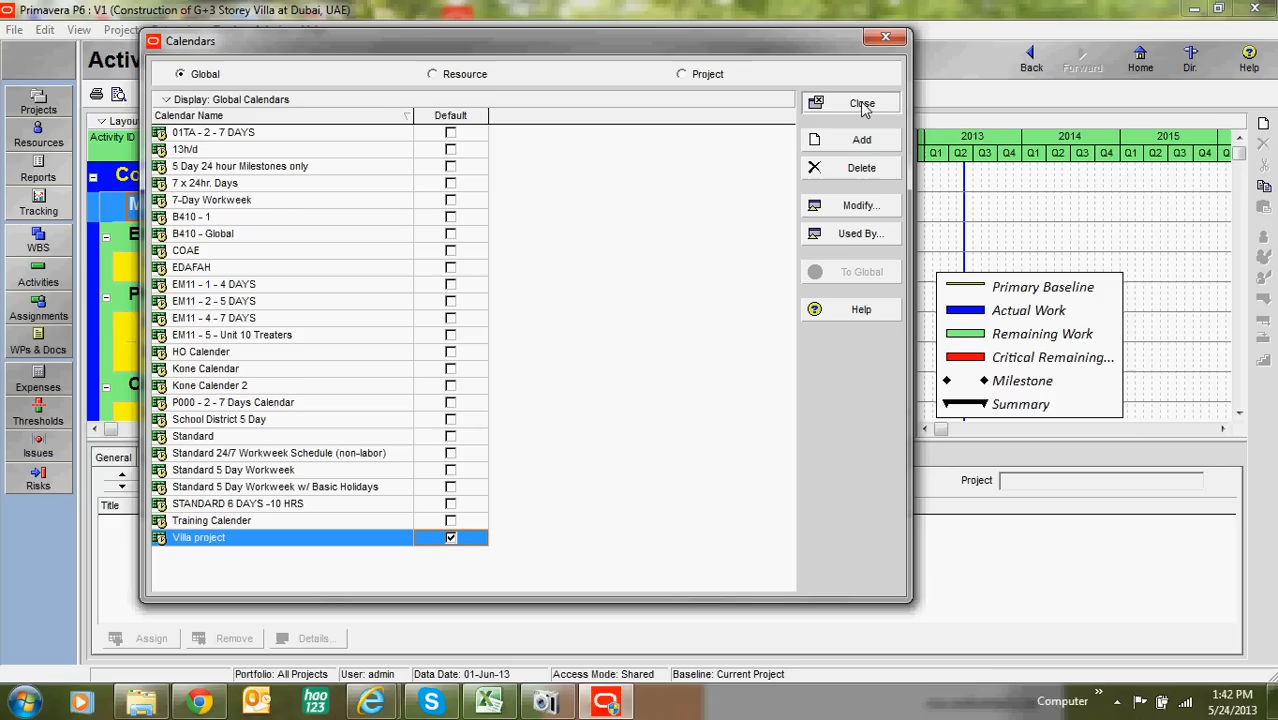 Primavera P6 : V1 (Construction of G+3 Storey Villa at Dubai, UAE)
File Edit View
Calendars
Activ
Back Forward Home Dir. Help
Global Resource Project
Display: Global Calendars
Calendar Name Default
01TA - 2 - 7 DAYS
13h/d
5 Day 24 hour Milestones only
7 x 24hr. Days
7-Day Workweek
B410 - 1
B410 - Global
COAE
EDAFAH
EM11 - 1 - 4 DAYS
EM11 - 2 - 5 DAYS
EM11 - 4 - 7 DAYS
EM11 - 5 - Unit 10 Treaters
HO Calender
Kone Calendar
Kone Calender 2
P000 - 2 - 7 Days Calendar
School District 5 Day
Standard
Standard 24/7 Workweek Schedule (non-labor)
Standard 5 Day Workweek
Standard 5 Day Workweek w/ Basic Holidays
STANDARD 6 DAYS -10 HRS
Training Calender
Villa project
Close
Add
Delete
Modify...
Used By...
To Global
Help
Projects
Resources
Reports
Tracking
WBS
Activities
Assignments
WPs & Docs
Expenses
Thresholds
Issues
Risks
Layou
Activity ID
Co
M
E
P
C
2013 2014 2015
Q1 Q2 Q3 Q4 Q1 Q2 Q3 Q4 Q1 Q2 Q3 Q4 Q
Primary Baseline
Actual Work
Remaining Work
Critical Remaining...
Milestone
Summary
General
Project
Title
Assign Remove Details...
Portfolio: All Projects User: admin Data Date: 01-Jun-13 Access Mode: Shared Baseline: Current Project
hao
123
Computer
1:42 PM
5/24/2013